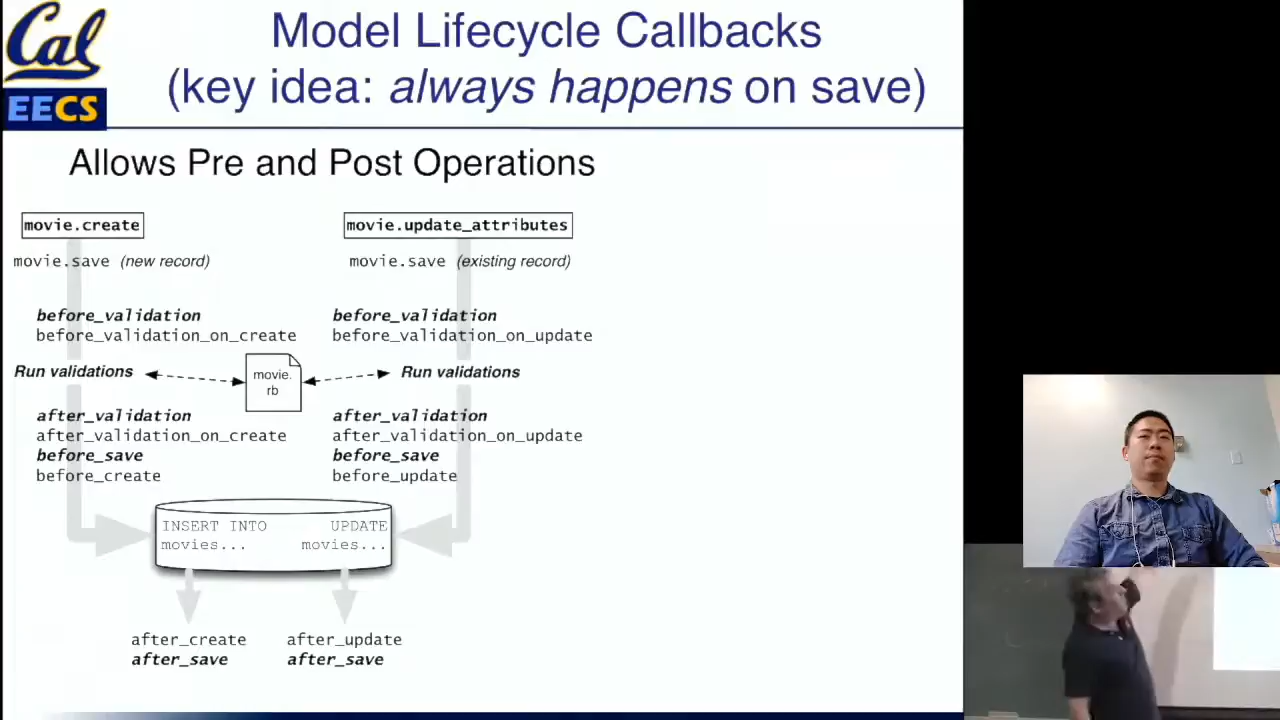 Cal
EECS
Model Lifecycle Callbacks
(key idea: always happens on save)
Allows Pre and Post Operations
movie.create
movie.update_attributes
movie.save (new record)
movie.save (existing record)
before_validation
before_validation_on_create
before_validation
before_validation_on_update
Run validations
movie.
rb
Run validations
after_validation
after_validation_on_create
before_save
before_create
after_validation
after_validation_on_update
before_save
before_update
INSERT INTO
movies...
UPDATE
movies...
after_create
after_save
after_update
after_save